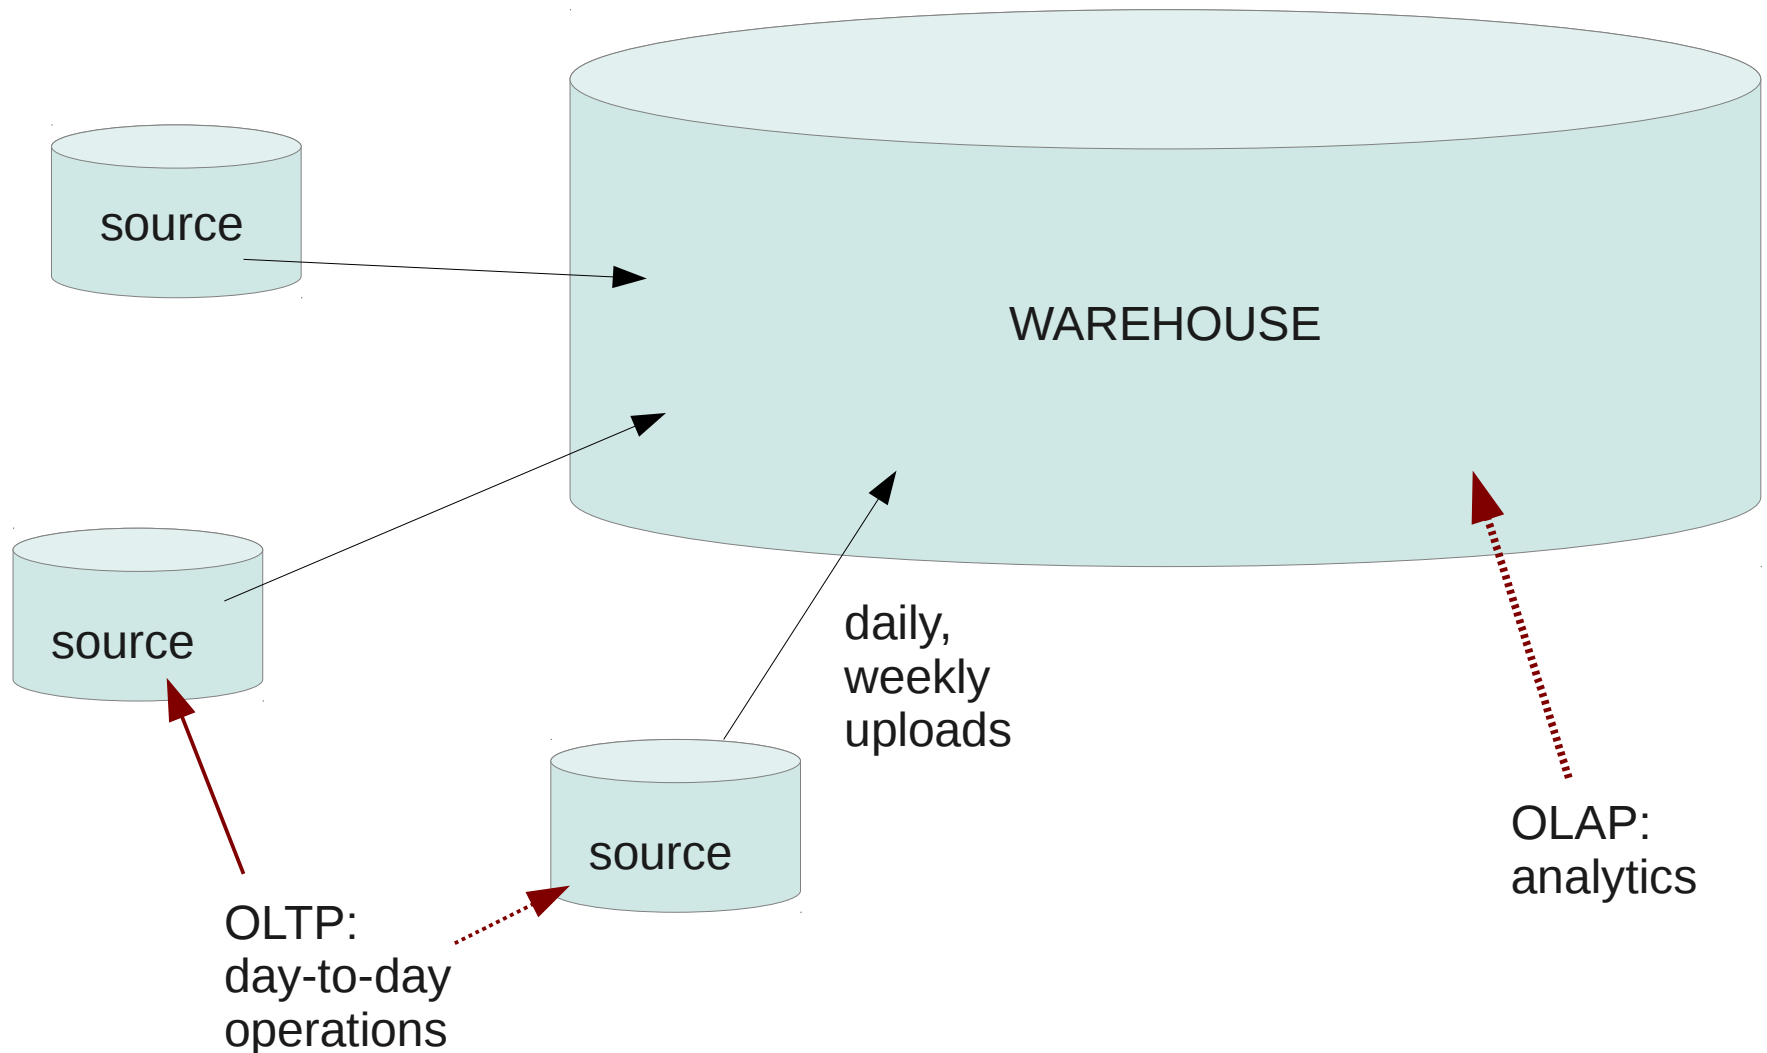 source
WAREHOUSE
source
daily,
weekly
uploads
source
OLAP:
analytics
OLTP:
day-to-day
operations